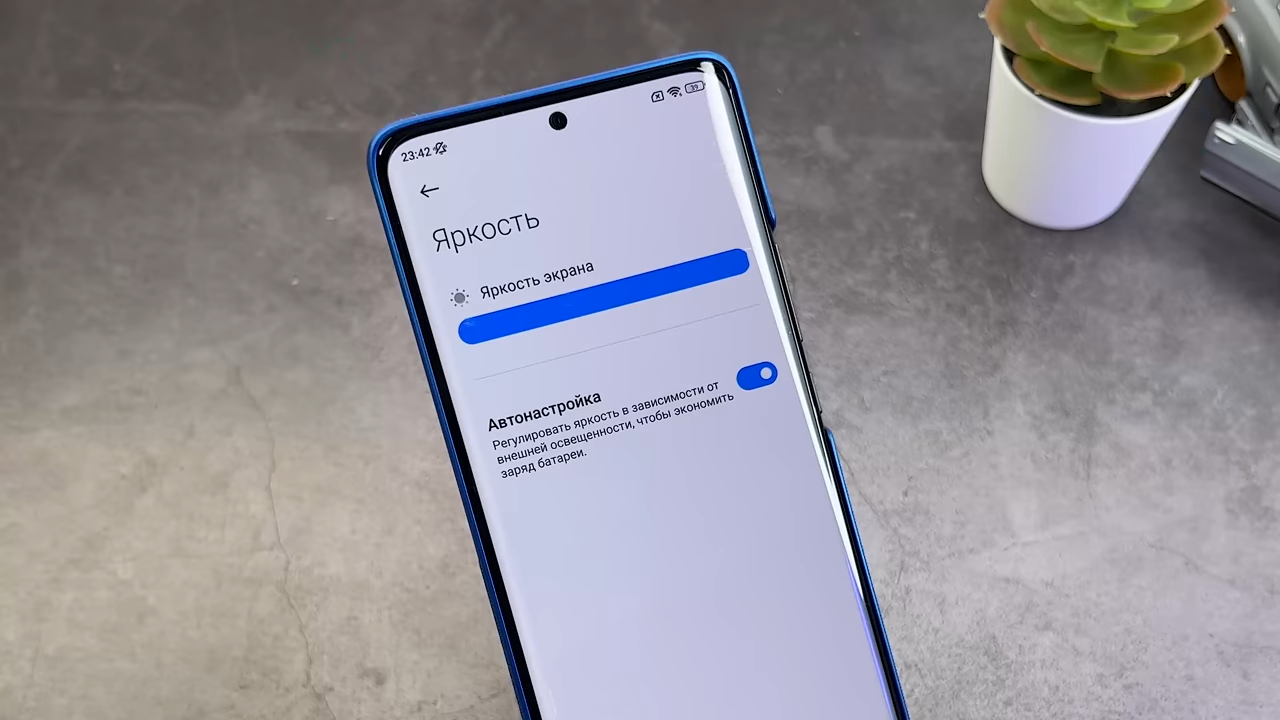 23:42
39
Яркость
Яркость экрана
Автонастройка
Регулировать яркость в зависимости от
внешней освещенности, чтобы экономить
заряд батареи.